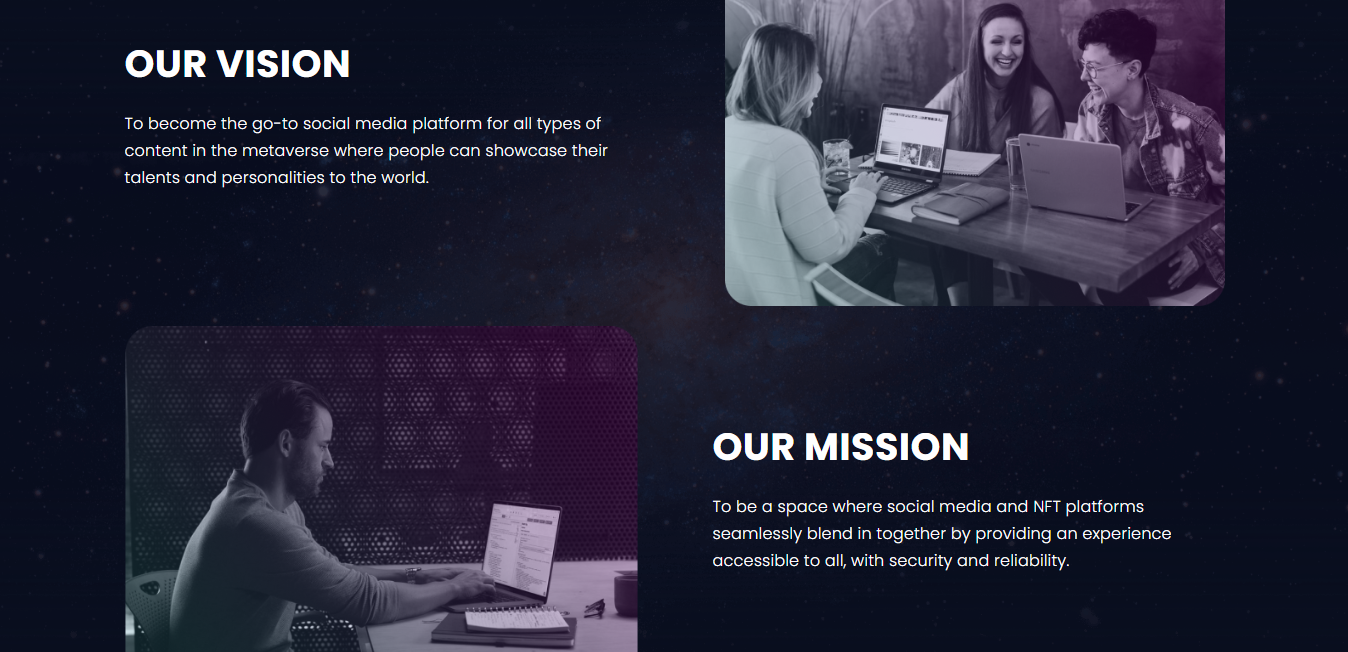 OUR VISION
To become the go-to social media platform for all types of
content in the metaverse where people can showcase their
talents and personalities to the world.
OUR MISSION
To be a space where social media and NFT platforms
seamlessly blend in together by providing an experience
accessible to all, with security and reliability.